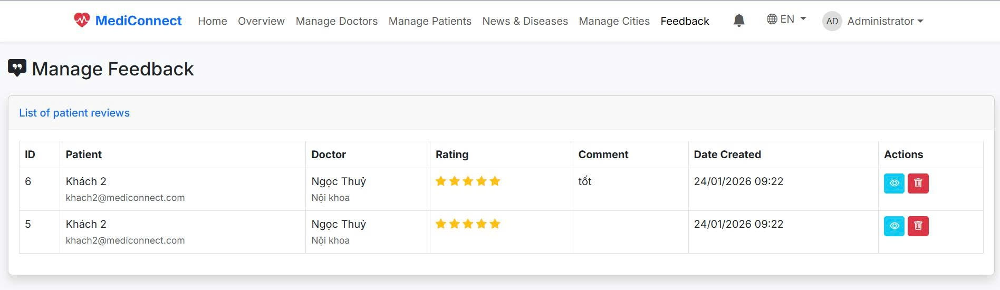 MediConnect Home Overview Manage Doctors Manage Patients News & Diseases Manage Cities Feedback EN AD Administrator
Manage Feedback
List of patient reviews
ID Patient Doctor Rating Comment Date Created Actions
6 Khách 2 Ngọc Thuỷ tốt 24/01/2026 09:22
khach2@mediconnect.com Nội khoa
5 Khách 2 Ngọc Thuỷ 24/01/2026 09:22
khach2@mediconnect.com Nội khoa